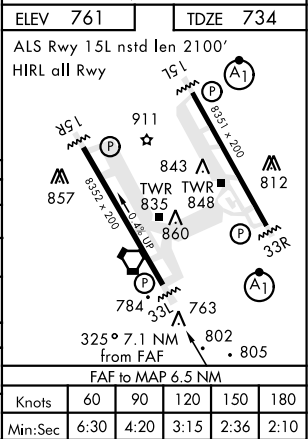 ELEV 761 TDZE 734
ALS Rwy 15L nstd len 2100'
HIRL all Rwy
15L A1
P
15R P 911
8351 x 200
843
TWR TWR
857 835 848 812
8352 x 200
0.4% UP
860
P 33R
P
784 33L 763 A1
325° 7.1 NM 802
from FAF 805
FAF to MAP 6.5 NM
Knots 60 90 120 150 180
Min:Sec 6:30 4:20 3:15 2:36 2:10